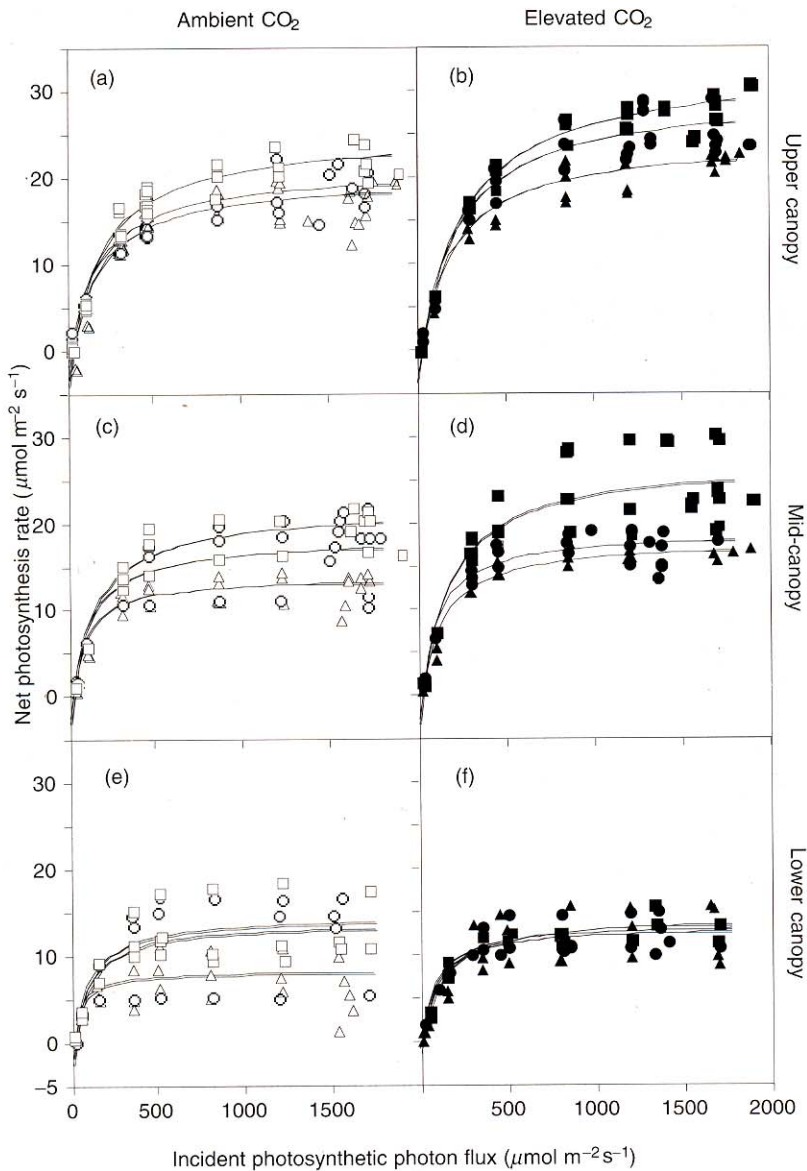 Ambient CO₂ Elevated CO₂
(a) (b)
30
20
10
0
Upper canopy
(c) (d)
30
20
10
0
Mid-canopy
Net photosynthesis rate (μmol m⁻² s⁻¹)
(e) (f)
30
20
10
0
−5
Lower canopy
0 500 1000 1500 500 1000 1500 2000
Incident photosynthetic photon flux (μmol m⁻²s⁻¹)